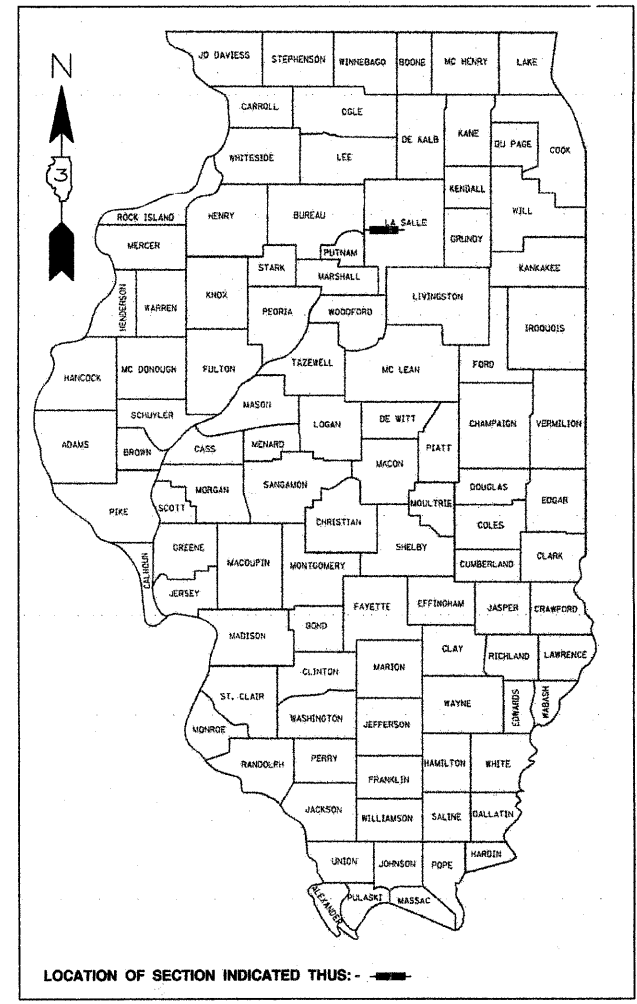 JO DAVIESS STEPHENSON WINNEBAGO BOONE MC HENRY LAKE
N
CARROLL OGLE
DE KALB KANE DU PAGE COOK
WHITESIDE LEE
3
KENDALL
ROCK ISLAND HENRY BUREAU LA SALLE WILL
MERCER PUTNAM GRUNDY
STARK KANKAKEE
MARSHALL
HENDERSON WARREN KNOX PEORIA WOODFORD LIVINGSTON IROQUOIS
HANCOCK MC DONOUGH FULTON TAZEWELL MC LEAN FORD
MASON
SCHUYLER LOGAN DE WITT CHAMPAIGN VERMILION
ADAMS BROWN CASS MENARD MACON PIATT
MORGAN SANGAMON DOUGLAS EDGAR
PIKE SCOTT CHRISTIAN MOULTRIE
COLES
GREENE MACOUPIN MONTGOMERY SHELBY CUMBERLAND CLARK
CALHOUN JERSEY
FAYETTE EFFINGHAM JASPER CRAWFORD
MADISON BOND
CLAY RICHLAND LAWRENCE
CLINTON MARION
ST. CLAIR WAYNE EDWARDS WABASH
WASHINGTON JEFFERSON
MONROE
RANDOLPH PERRY HAMILTON WHITE
FRANKLIN
JACKSON WILLIAMSON SALINE GALLATIN
UNION JOHNSON POPE HARDIN
ALEXANDER PULASKI MASSAC
LOCATION OF SECTION INDICATED THUS: -